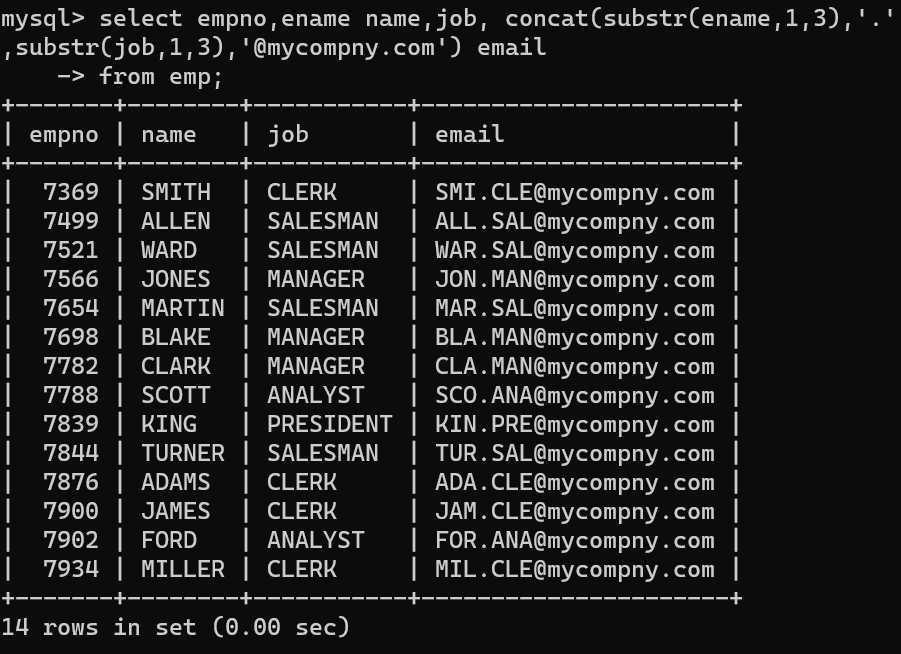 mysql> select empno,ename name,job, concat(substr(ename,1,3),'.'
,substr(job,1,3),'@mycompny.com') email
    -> from emp;
+-------+--------+-----------+----------------------+
| empno | name   | job       | email                |
+-------+--------+-----------+----------------------+
|  7369 | SMITH  | CLERK     | SMI.CLE@mycompny.com |
|  7499 | ALLEN  | SALESMAN  | ALL.SAL@mycompny.com |
|  7521 | WARD   | SALESMAN  | WAR.SAL@mycompny.com |
|  7566 | JONES  | MANAGER   | JON.MAN@mycompny.com |
|  7654 | MARTIN | SALESMAN  | MAR.SAL@mycompny.com |
|  7698 | BLAKE  | MANAGER   | BLA.MAN@mycompny.com |
|  7782 | CLARK  | MANAGER   | CLA.MAN@mycompny.com |
|  7788 | SCOTT  | ANALYST   | SCO.ANA@mycompny.com |
|  7839 | KING   | PRESIDENT | KIN.PRE@mycompny.com |
|  7844 | TURNER | SALESMAN  | TUR.SAL@mycompny.com |
|  7876 | ADAMS  | CLERK     | ADA.CLE@mycompny.com |
|  7900 | JAMES  | CLERK     | JAM.CLE@mycompny.com |
|  7902 | FORD   | ANALYST   | FOR.ANA@mycompny.com |
|  7934 | MILLER | CLERK     | MIL.CLE@mycompny.com |
+-------+--------+-----------+----------------------+
14 rows in set (0.00 sec)